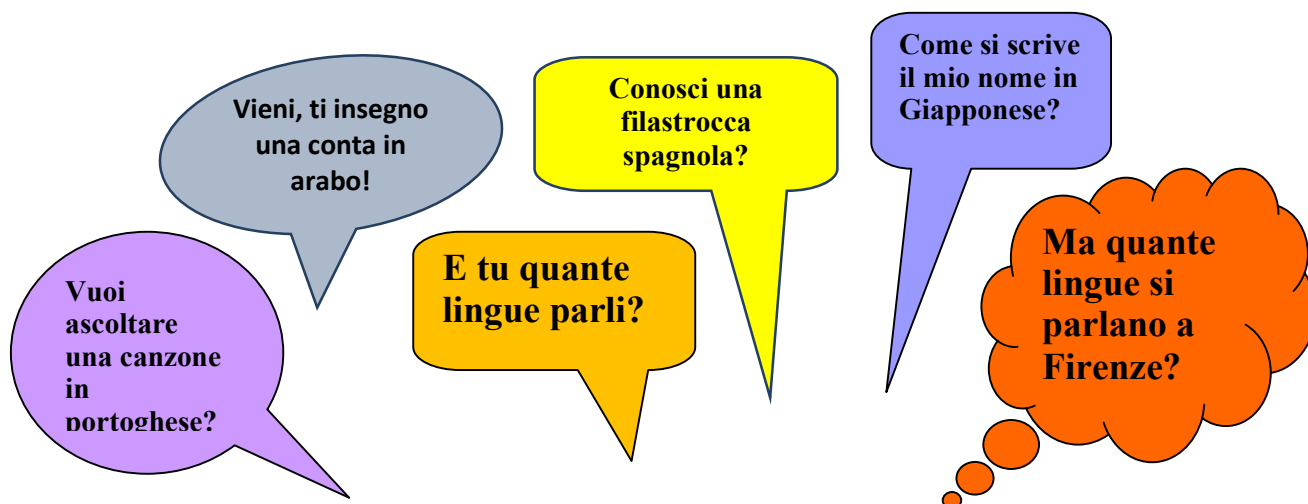 Vieni, ti insegno
una conta in
arabo!
Conosci una
filastrocca
spagnola?
Come si scrive
il mio nome in
Giapponese?
Vuoi
ascoltare
una canzone
in
portoghese?
E tu quante
lingue parli?
Ma quante
lingue si
parlano a
Firenze?